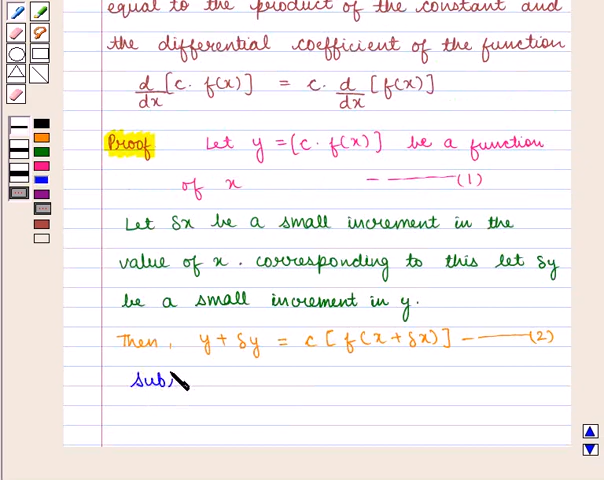 equal to the product of the constant and
the differential coefficient of the function
d/dx [c. f(x)] = c. d/dx [f(x)]
Proof Let y = [c. f(x)] be a function
of x - ——— (1)
Let δx be a small increment in the
value of x. corresponding to this let δy
be a small increment in y.
Then, y + δy = c [f(x + δx)] - ——— (2)
sub